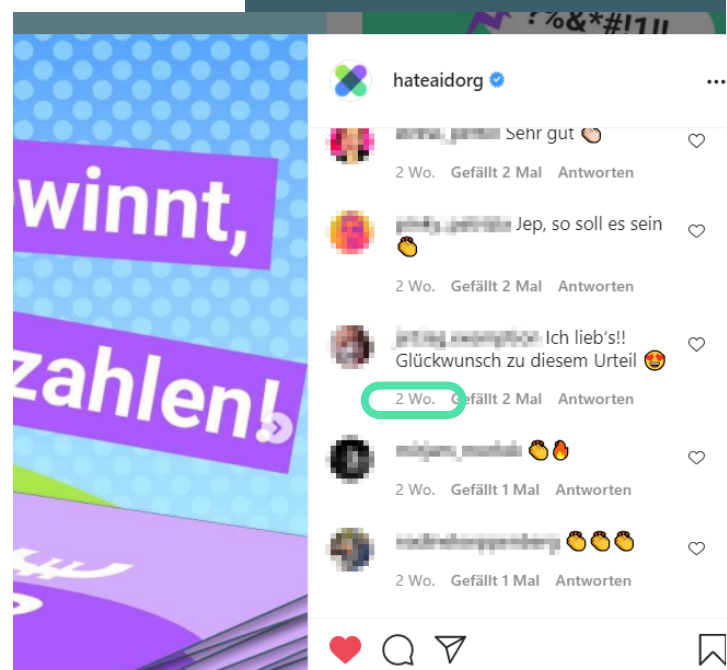 ?%&*#!1!!
winnt,
zahlen!
hateaidorg
Sehr gut 👏🏻
2 Wo. Gefällt 2 Mal Antworten
Jep, so soll es sein
👏
2 Wo. Gefällt 2 Mal Antworten
Ich lieb's!!
Glückwunsch zu diesem Urteil 😍
2 Wo. Gefällt 2 Mal Antworten
👏🔥
2 Wo. Gefällt 1 Mal Antworten
👏👏👏
2 Wo. Gefällt 1 Mal Antworten